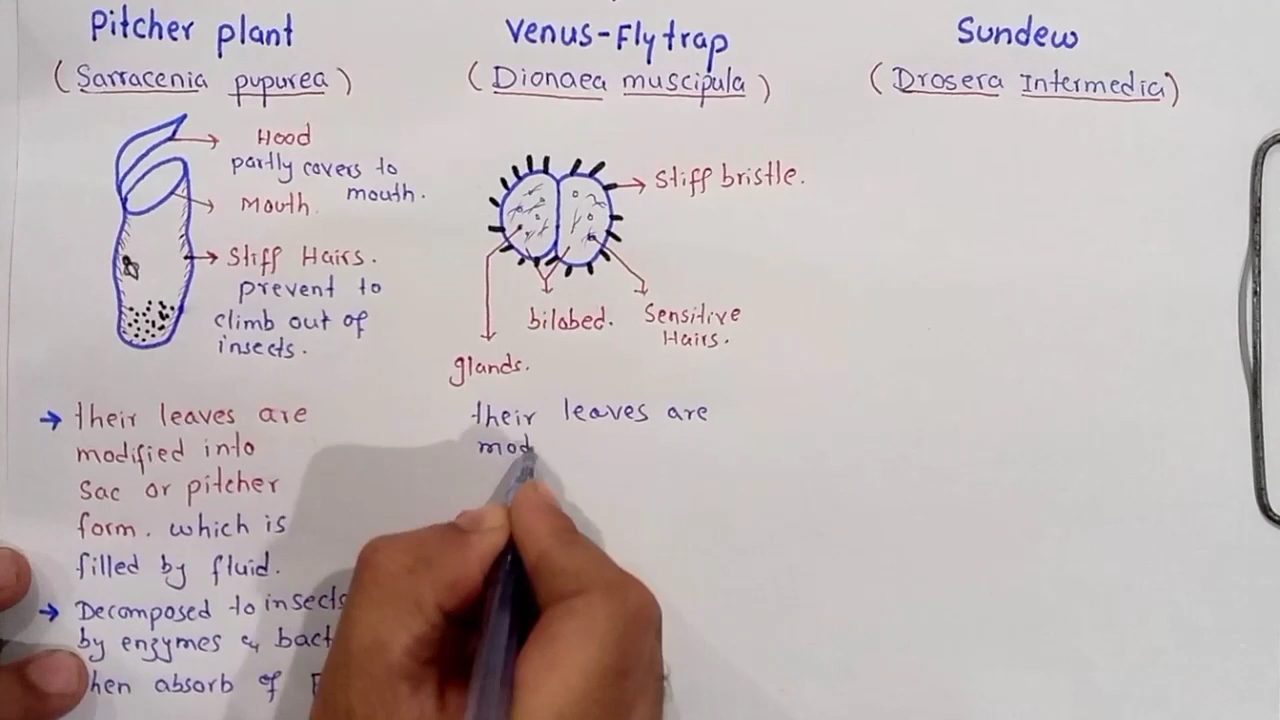 Pitcher plant
(Sarracenia pupurea)
Hood
partly covers to
mouth.
Mouth
Stiff Hairs.
prevent to
climb out of
insects.
→ their leaves are
modified into
Sac or pitcher
form. which is
filled by fluid.
→ Decomposed to insects
by enzymes &
absorb of
Venus-Fly trap
(Dionaea muscipula)
Stiff bristle.
bilobed.
Sensitive
Hairs.
glands.
their leaves are
mod
Sundew
(Drosera Intermedia)